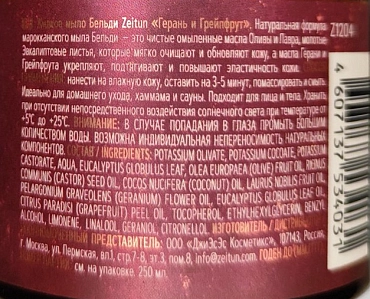 Жидкое мыло Бельди Zeitun «Герань и Грейпфрут». Натуральная формула
Z1204
марокканского мыла Бельди – это чистые омыленные масла Оливы и Лавра, молотые
Эвкалиптовые листья, которые мягко очищают и обновляют кожу, а масла Герани и
Грейпфрута укрепляют, подтягивают и повышают эластичность кожи.
нанести на влажную кожу, оставить на 3-5 минут, помассировать и смыть.
Идеально для домашнего ухода, хаммама и сауны. Подходит для лица и тела. Хранить
при отсутствии непосредственного воздействия солнечного света при температуре от
+5°C до +25°C. ВНИМАНИЕ: В СЛУЧАЕ ПОПАДАНИЯ В ГЛАЗА ПРОМЫТЬ БОЛЬШИМ
КОЛИЧЕСТВОМ ВОДЫ. ВОЗМОЖНА ИНДИВИДУАЛЬНАЯ НЕПЕРЕНОСИМОСТЬ НАТУРАЛЬНЫХ
КОМПОНЕНТОВ. СОСТАВ / INGREDIENTS: POTASSIUM OLIVATE, POTASSIUM COCOATE, POTASSIUM
CASTORATE, AQUA, EUCALYPTUS GLOBULUS LEAF, OLEA EUROPAEA (OLIVE) FRUIT OIL, RICINUS
COMMUNIS (CASTOR) SEED OIL, COCOS NUCIFERA (COCONUT) OIL, LAURUS NOBILIS FRUIT OIL,
PELARGONIUM GRAVEOLENS (GERANIUM) FLOWER OIL, EUCALYPTUS GLOBULUS LEAF OIL,
CITRUS PARADISI (GRAPEFRUIT) PEEL OIL, TOCOPHEROL, ETHYLHEXYLGLYCERIN, BENZYL
ALCOHOL, LIMONENE, LINALOOL, GERANIOL, CITRONELLOL. ИЗГОТОВИТЕЛЬ /
ПРЕДСТАВИТЕЛЬ: ООО «ДжиЭсЭс Косметикс», 107143, Россия,
г. Москва, ул. Пермская, вл.1, стр.7-8, эт 3, пом.8, info@zeitun.com. ГОДЕН ДО
см. на упаковке. 250 мл.
4607137534031